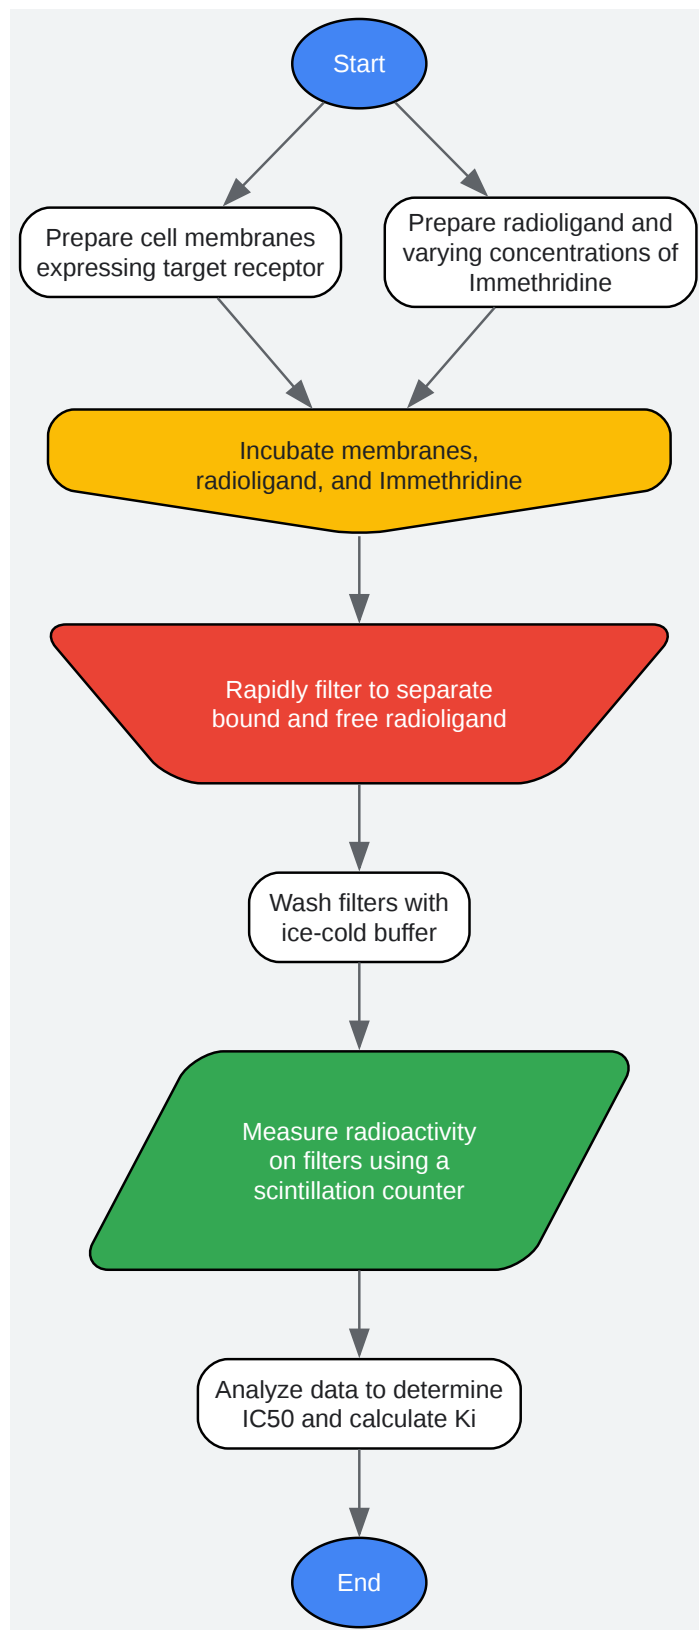 Start
Prepare cell membranes
expressing target receptor
Prepare radioligand and
varying concentrations of
Immethridine
Incubate membranes,
radioligand, and Immethridine
Rapidly filter to separate
bound and free radioligand
Wash filters with
ice-cold buffer
Measure radioactivity
on filters using a
scintillation counter
Analyze data to determine
IC50 and calculate Ki
End